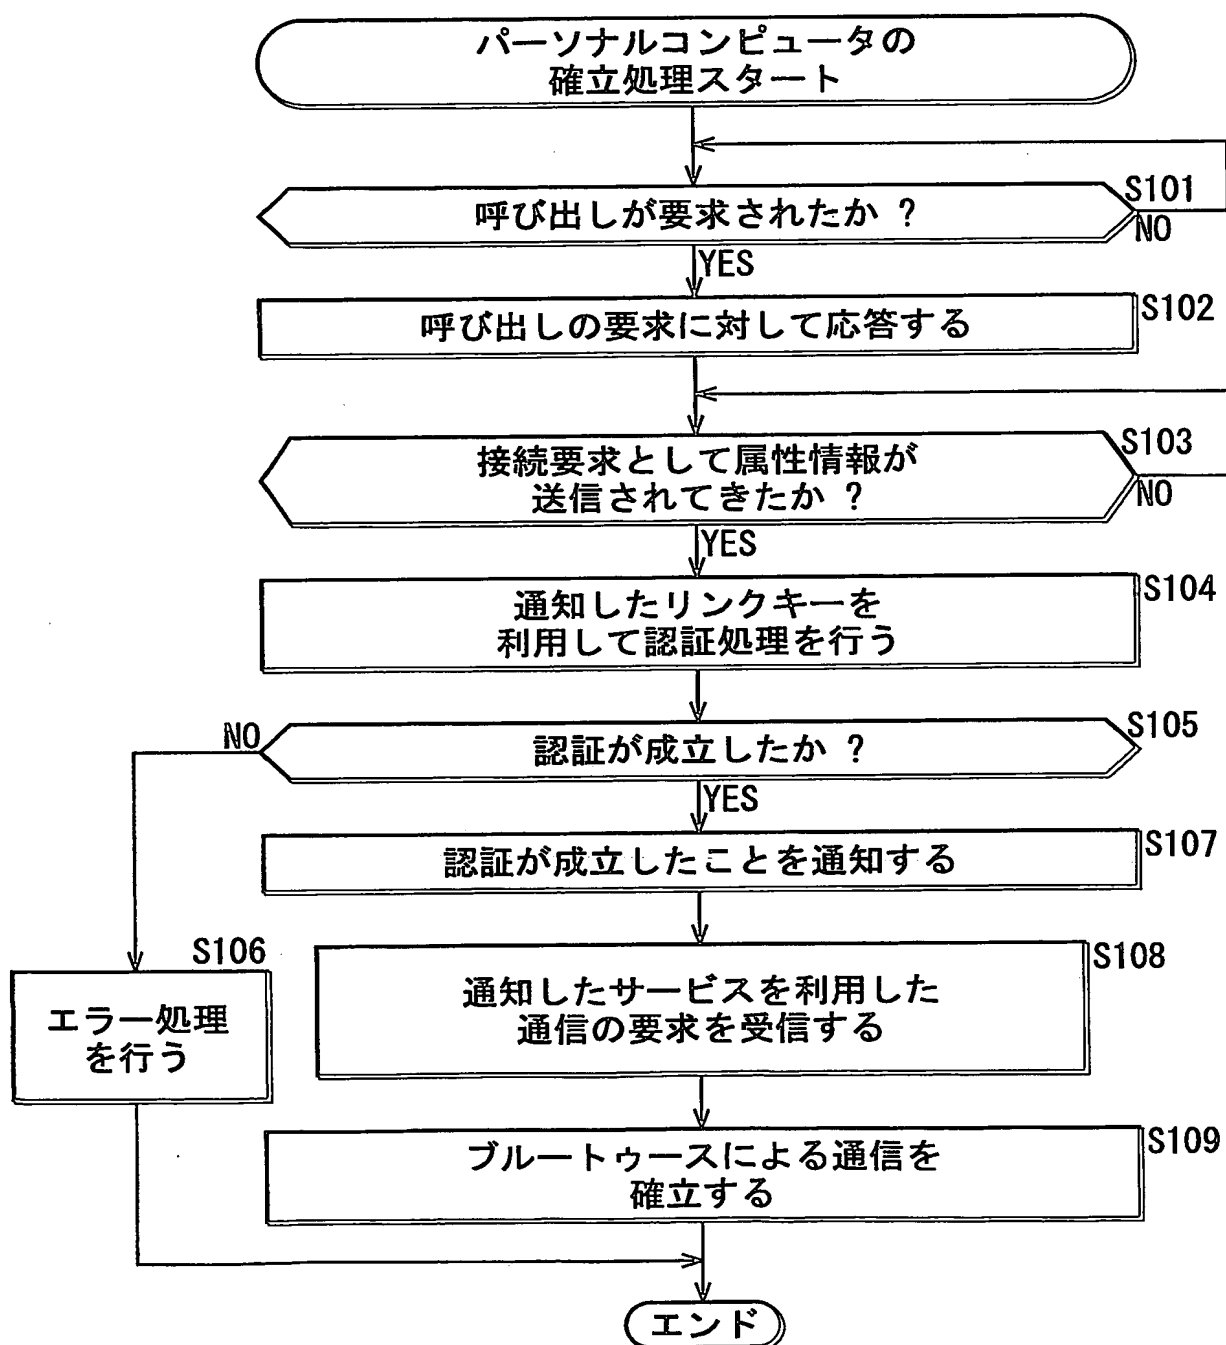 パーソナルコンピュータの
確立処理スタート
S101
呼び出しが要求されたか ?
NO
YES
S102
呼び出しの要求に対して応答する
S103
接続要求として属性情報が
送信されてきたか ?
NO
YES
S104
通知したリンクキーを
利用して認証処理を行う
S105
NO
認証が成立したか ?
YES
S107
認証が成立したことを通知する
S106
エラー処理
を行う
S108
通知したサービスを利用した
通信の要求を受信する
S109
ブルートゥースによる通信を
確立する
エンド